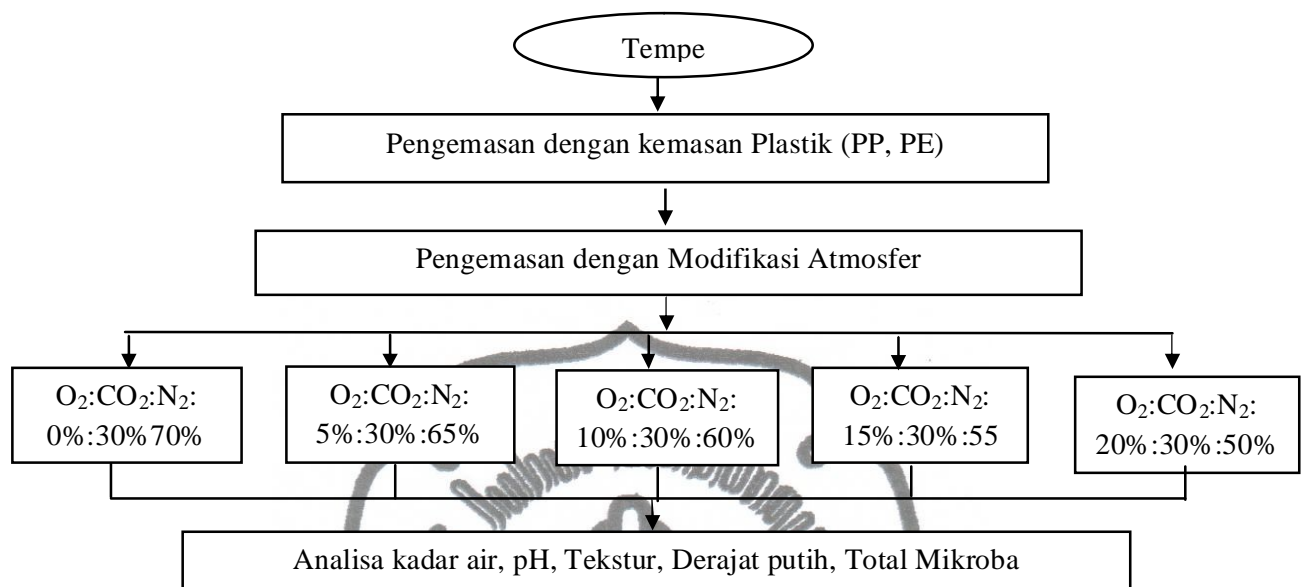 Tempe
Pengemasan dengan kemasan Plastik (PP, PE)
Pengemasan dengan Modifikasi Atmosfer
O₂:CO₂:N₂:
0%:30%70%
O₂:CO₂:N₂:
5%:30%:65%
O₂:CO₂:N₂:
10%:30%:60%
O₂:CO₂:N₂:
15%:30%:55
O₂:CO₂:N₂:
20%:30%:50%
Analisa kadar air, pH, Tekstur, Derajat putih, Total Mikroba